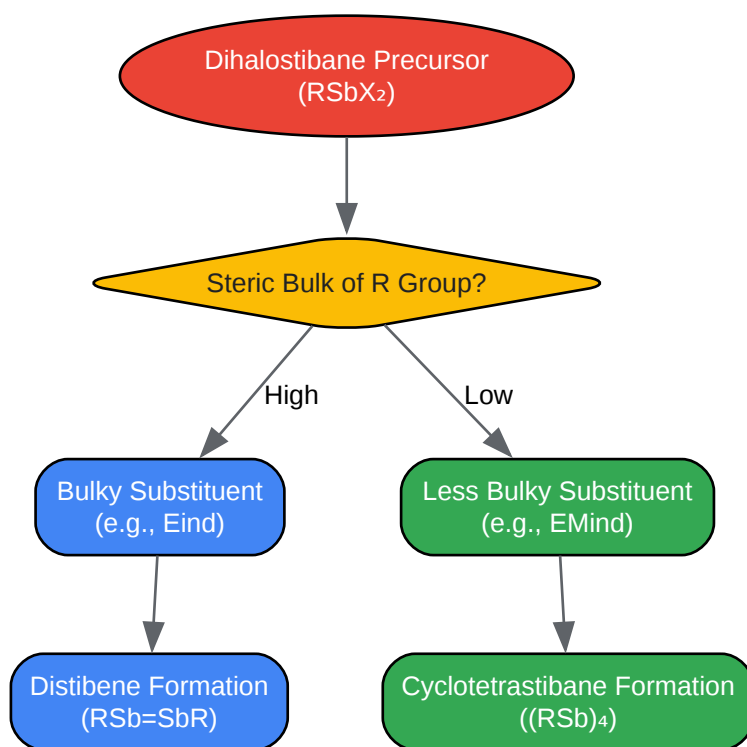 Dihalostibane Precursor
(RSbX₂)
Steric Bulk of R Group?
High
Low
Bulky Substituent
(e.g., Eind)
Less Bulky Substituent
(e.g., EMind)
Distibene Formation
(RSb=SbR)
Cyclotetrastibane Formation
((RSb)₄)